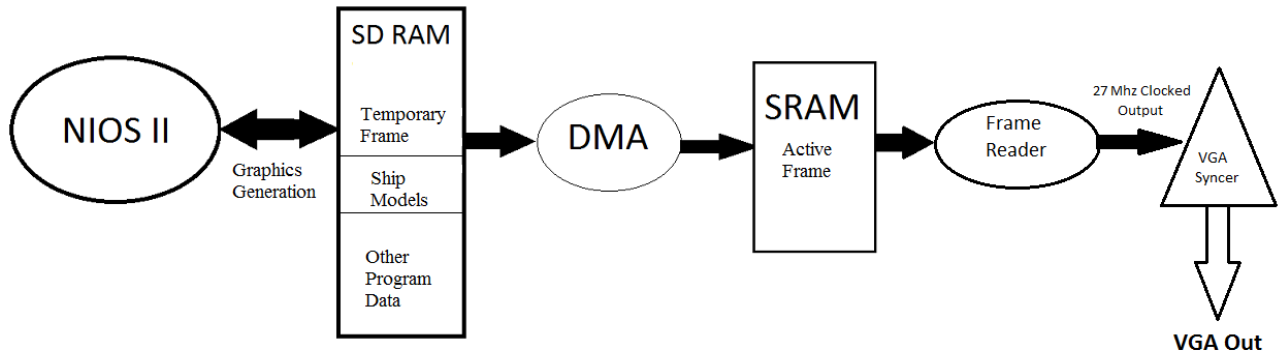 NIOS II
Graphics
Generation
SD RAM
Temporary
Frame
Ship
Models
Other
Program
Data
DMA
SRAM
Active
Frame
Frame
Reader
27 Mhz Clocked
Output
VGA
Syncer
VGA Out